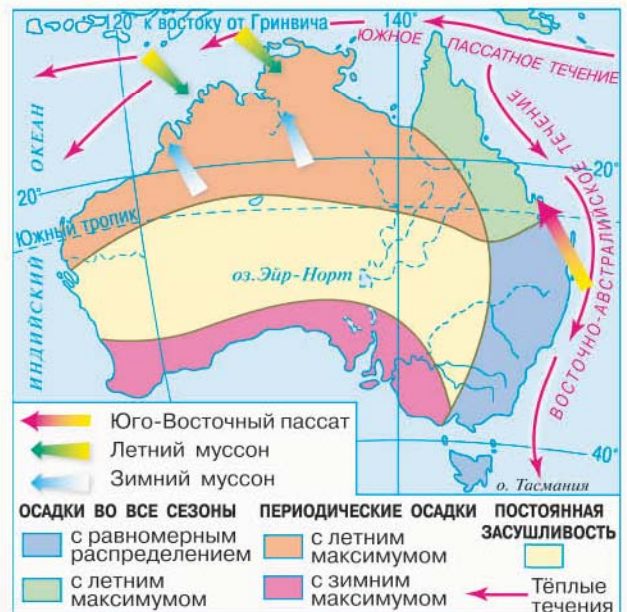 120° к востоку от Гринвича
140°
ЮЖНОЕ ПАССАТНОЕ ТЕЧЕНИЕ
ВОСТОЧНО-АВСТРАЛИЙСКОЕ ТЕЧЕНИЕ
ИНДИЙСКИЙ ОКЕАН
20°
20°
Южный тропик
оз. Эйр-Норт
40°
о. Тасмания
Юго-Восточный пассат
Летний муссон
Зимний муссон
ОСАДКИ ВО ВСЕ СЕЗОНЫ
с равномерным
распределением
с летним
максимумом
ПЕРИОДИЧЕСКИЕ ОСАДКИ
с летним
максимумом
с зимним
максимумом
ПОСТОЯННАЯ
ЗАСУШЛИВОСТЬ
Тёплые
течения